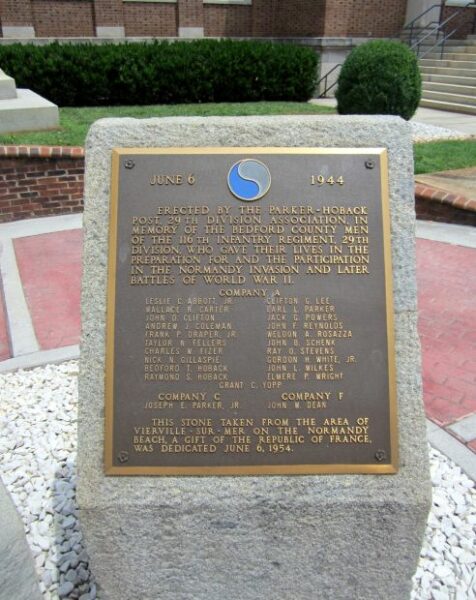 JUNE 6 1944
ERECTED BY THE PARKER-HOBACK
POST, 29TH DIVISION ASSOCIATION, IN
MEMORY OF THE BEDFORD COUNTY MEN
OF THE 116TH INFANTRY REGIMENT, 29TH
DIVISION, WHO GAVE THEIR LIVES IN THE
PREPARATION FOR AND THE PARTICIPATION
IN THE NORMANDY INVASION AND LATER
BATTLES OF WORLD WAR II.
COMPANY A
LESLIE C. ABBOTT, JR. CLIFTON G. LEE
WALLACE R. CARTER EARL L. PARKER
JOHN D. CLIFTON JACK G. POWERS
ANDREW J. COLEMAN JOHN F. REYNOLDS
FRANK P. DRAPER, JR. WELDON A. ROSAZZA
TAYLOR N. FELLERS JOHN B. SCHENK
CHARLES W. FIZER RAY O. STEVENS
NICK N. GILLASPIE GORDON H. WHITE, JR.
BEDFORD T. HOBACK JOHN L. WILKES
RAYMOND S. HOBACK ELMERE P. WRIGHT
GRANT C. YOPP
COMPANY C COMPANY F
JOSEPH E. PARKER, JR. JOHN W. DEAN
THIS STONE TAKEN FROM THE AREA OF
VIERVILLE-SUR-MER ON THE NORMANDY
BEACH, A GIFT OF THE REPUBLIC OF FRANCE,
WAS DEDICATED JUNE 6, 1954.